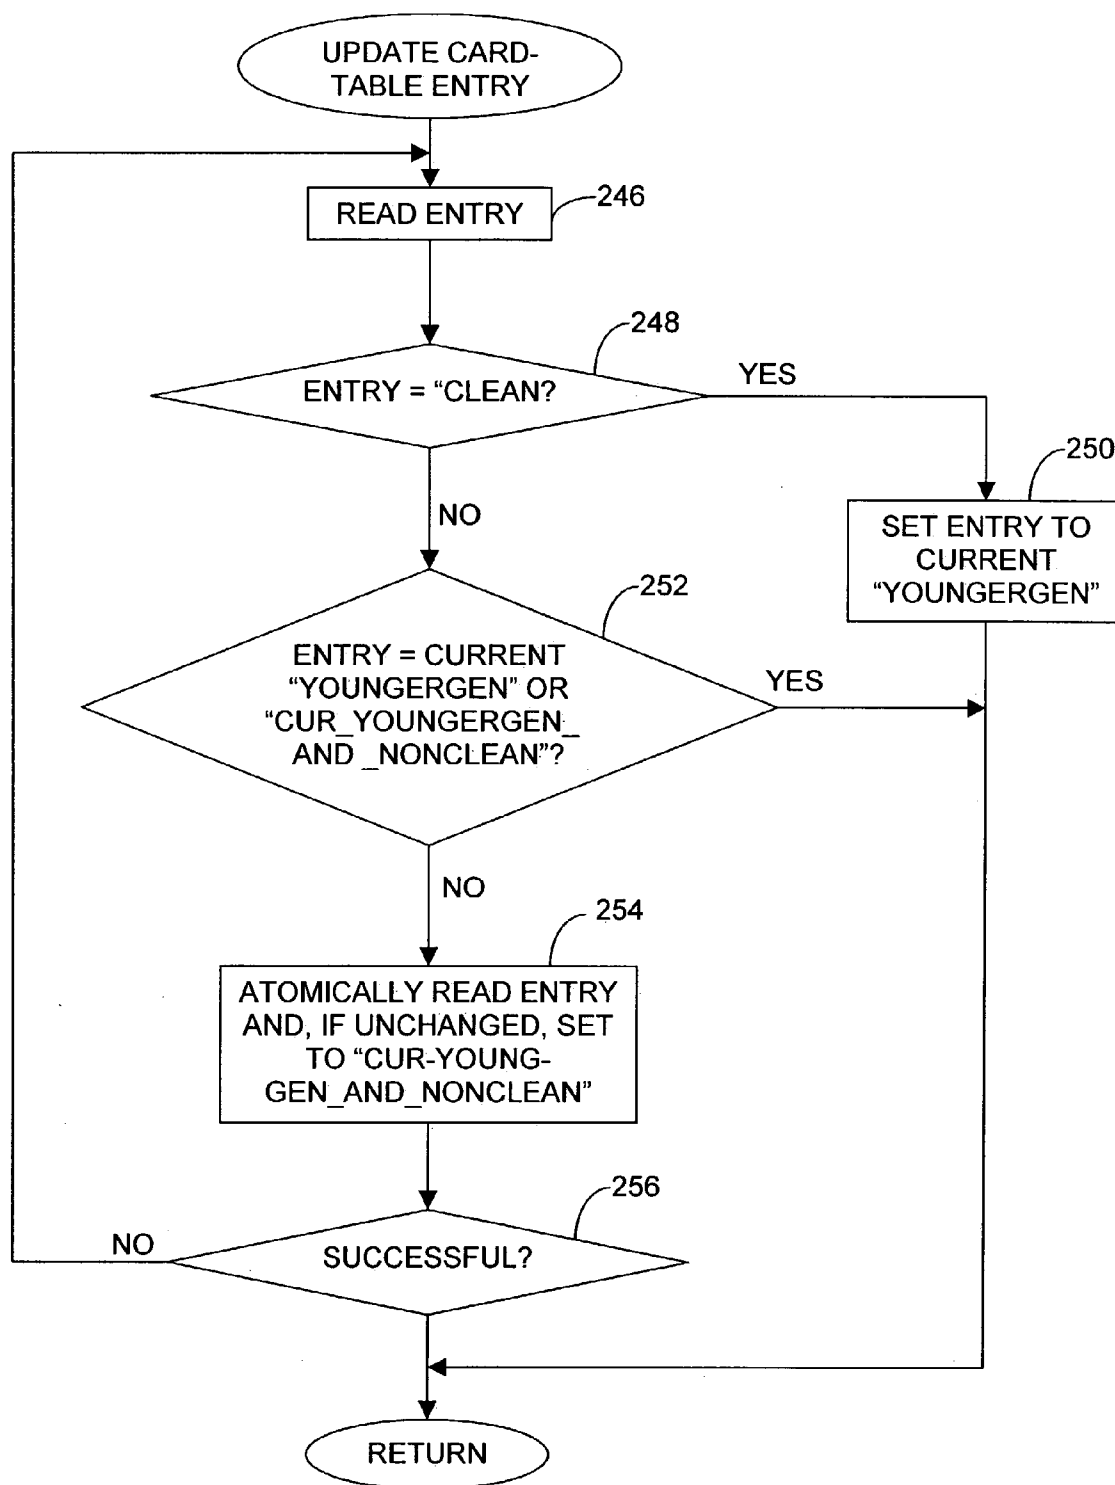 UPDATE CARD-
TABLE ENTRY
READ ENTRY
246
248
ENTRY = “CLEAN?
YES
250
SET ENTRY TO
CURRENT
“YOUNGERGEN”
NO
252
ENTRY = CURRENT
“YOUNGERGEN” OR
“CUR_YOUNGERGEN_
AND _NONCLEAN”?
YES
NO
254
ATOMICALLY READ ENTRY
AND, IF UNCHANGED, SET
TO “CUR-YOUNG-
GEN_AND_NONCLEAN”
256
SUCCESSFUL?
NO
RETURN